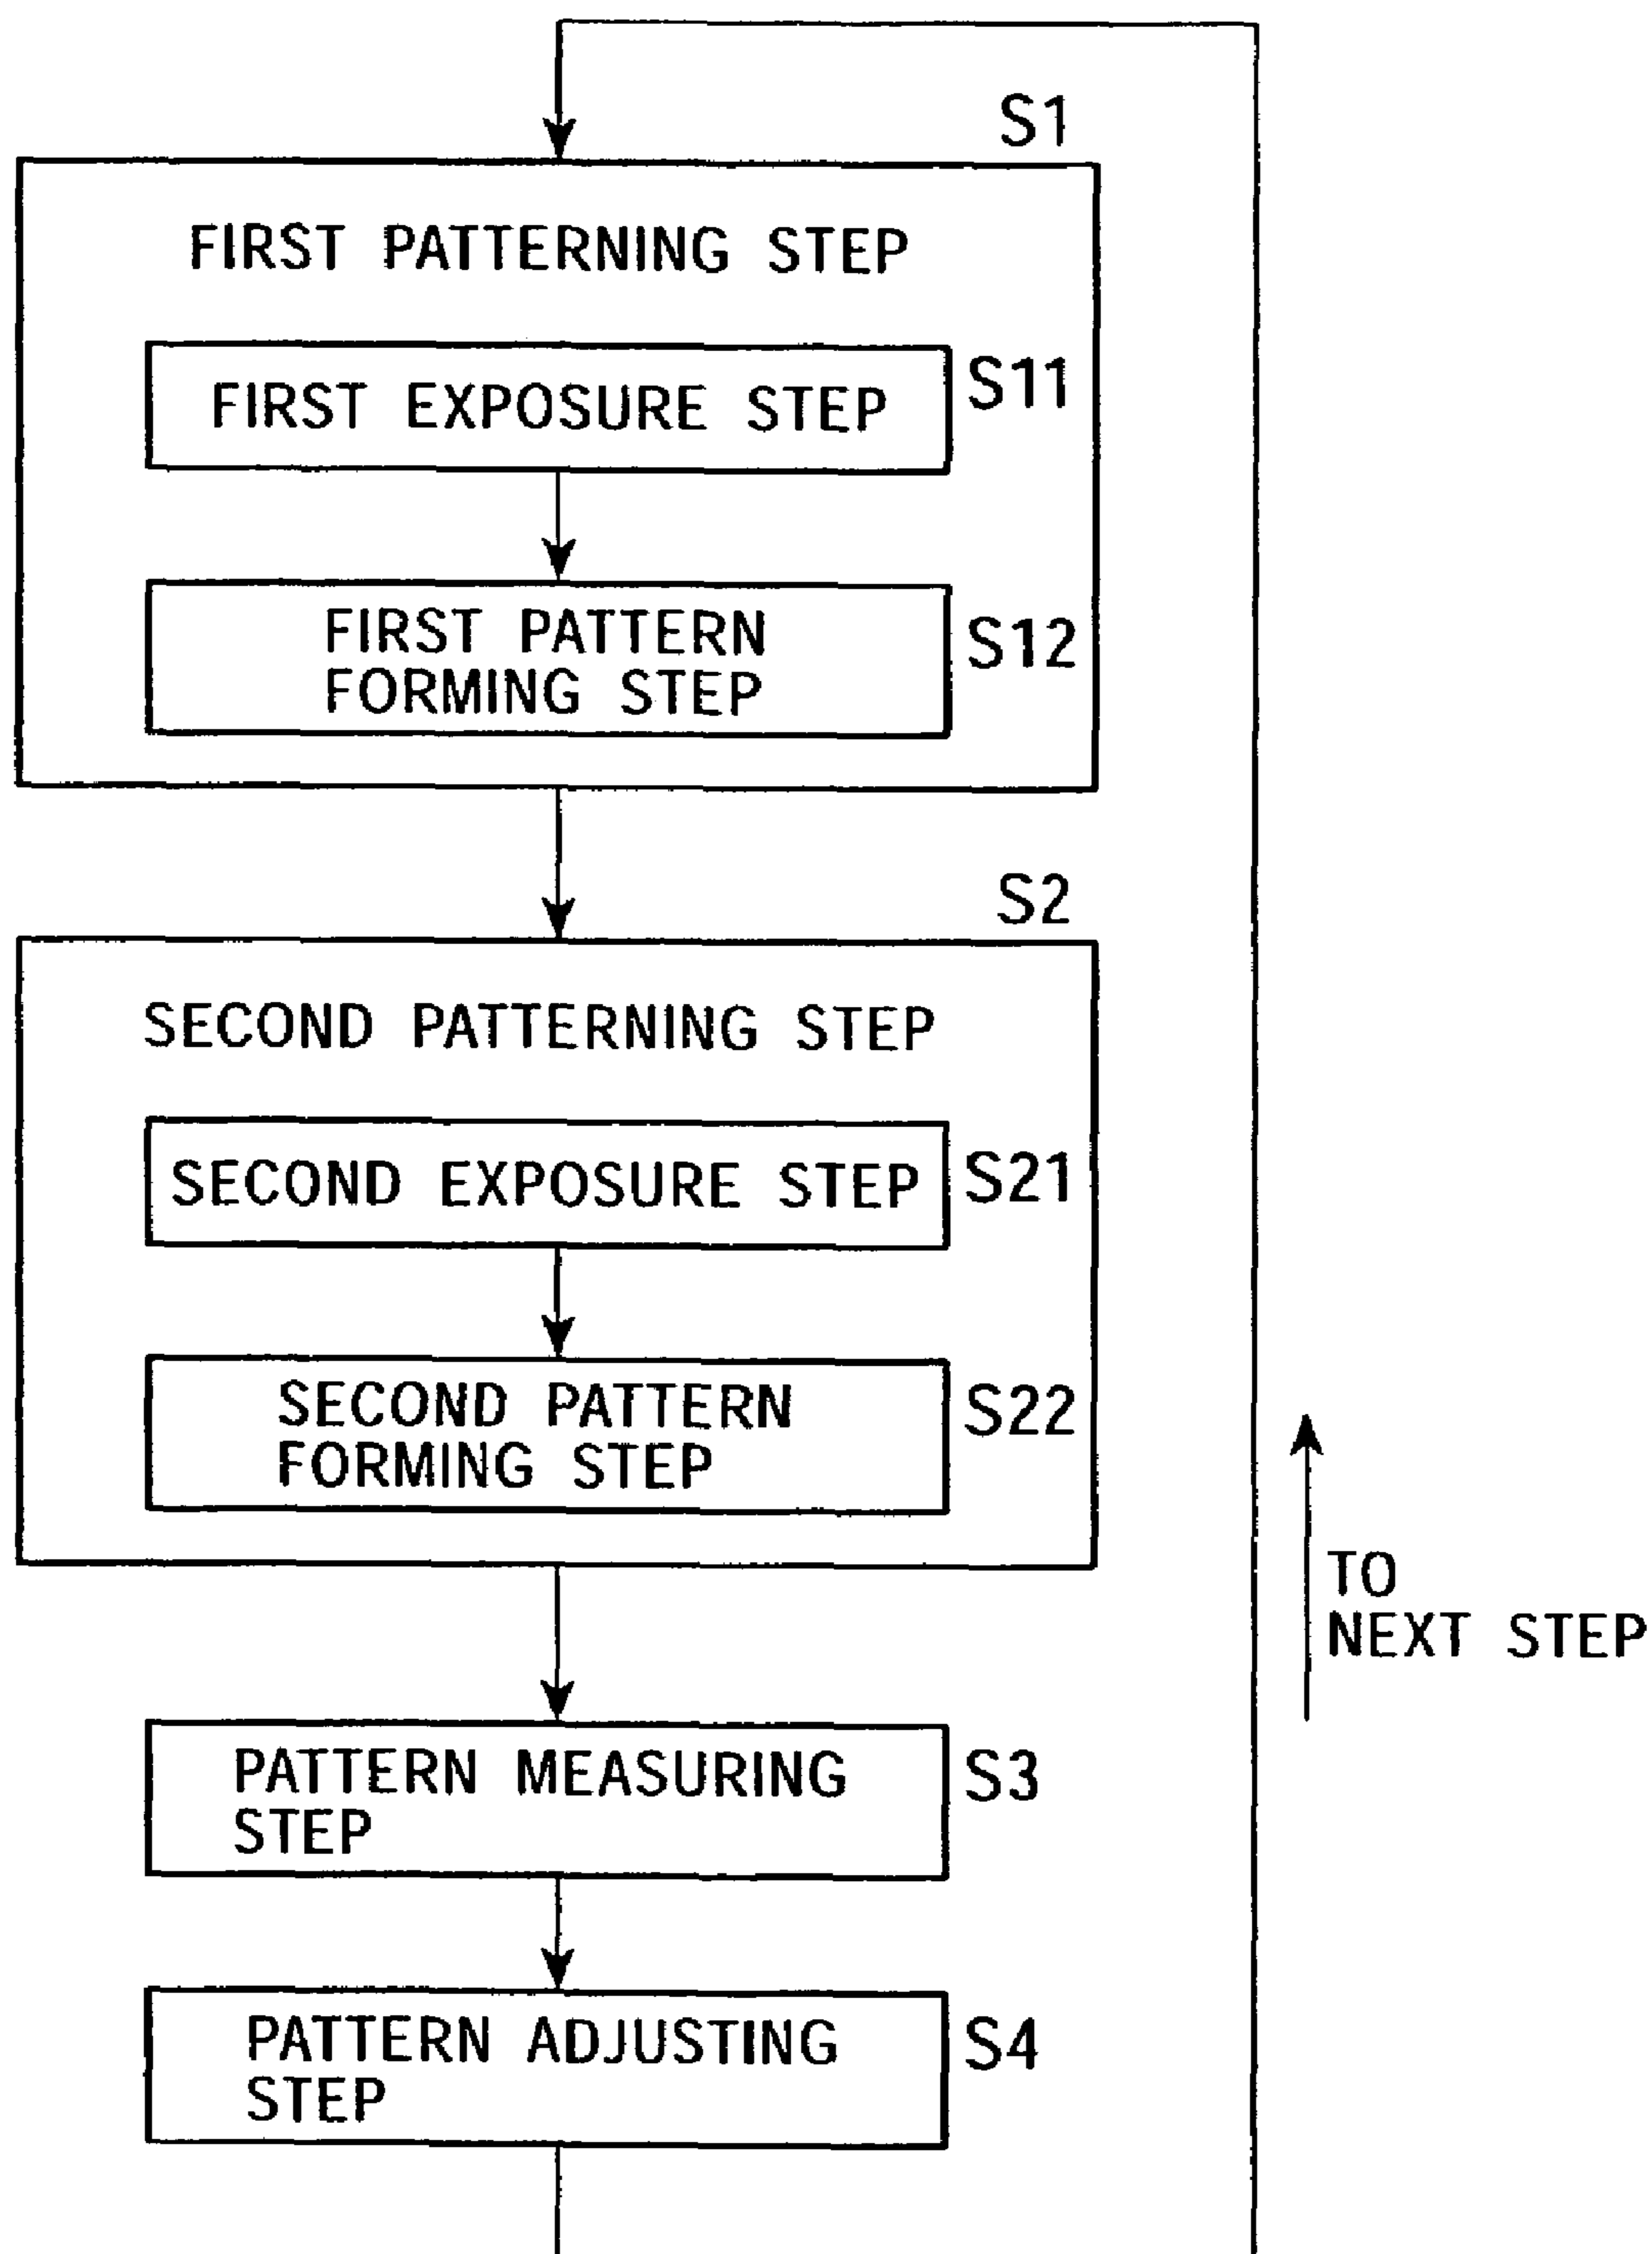 S1
FIRST PATTERNING STEP
FIRST EXPOSURE STEP
S11
FIRST PATTERN
FORMING STEP
S12
S2
SECOND PATTERNING STEP
SECOND EXPOSURE STEP
S21
SECOND PATTERN
FORMING STEP
S22
TO
NEXT STEP
PATTERN MEASURING
STEP
S3
PATTERN ADJUSTING
STEP
S4